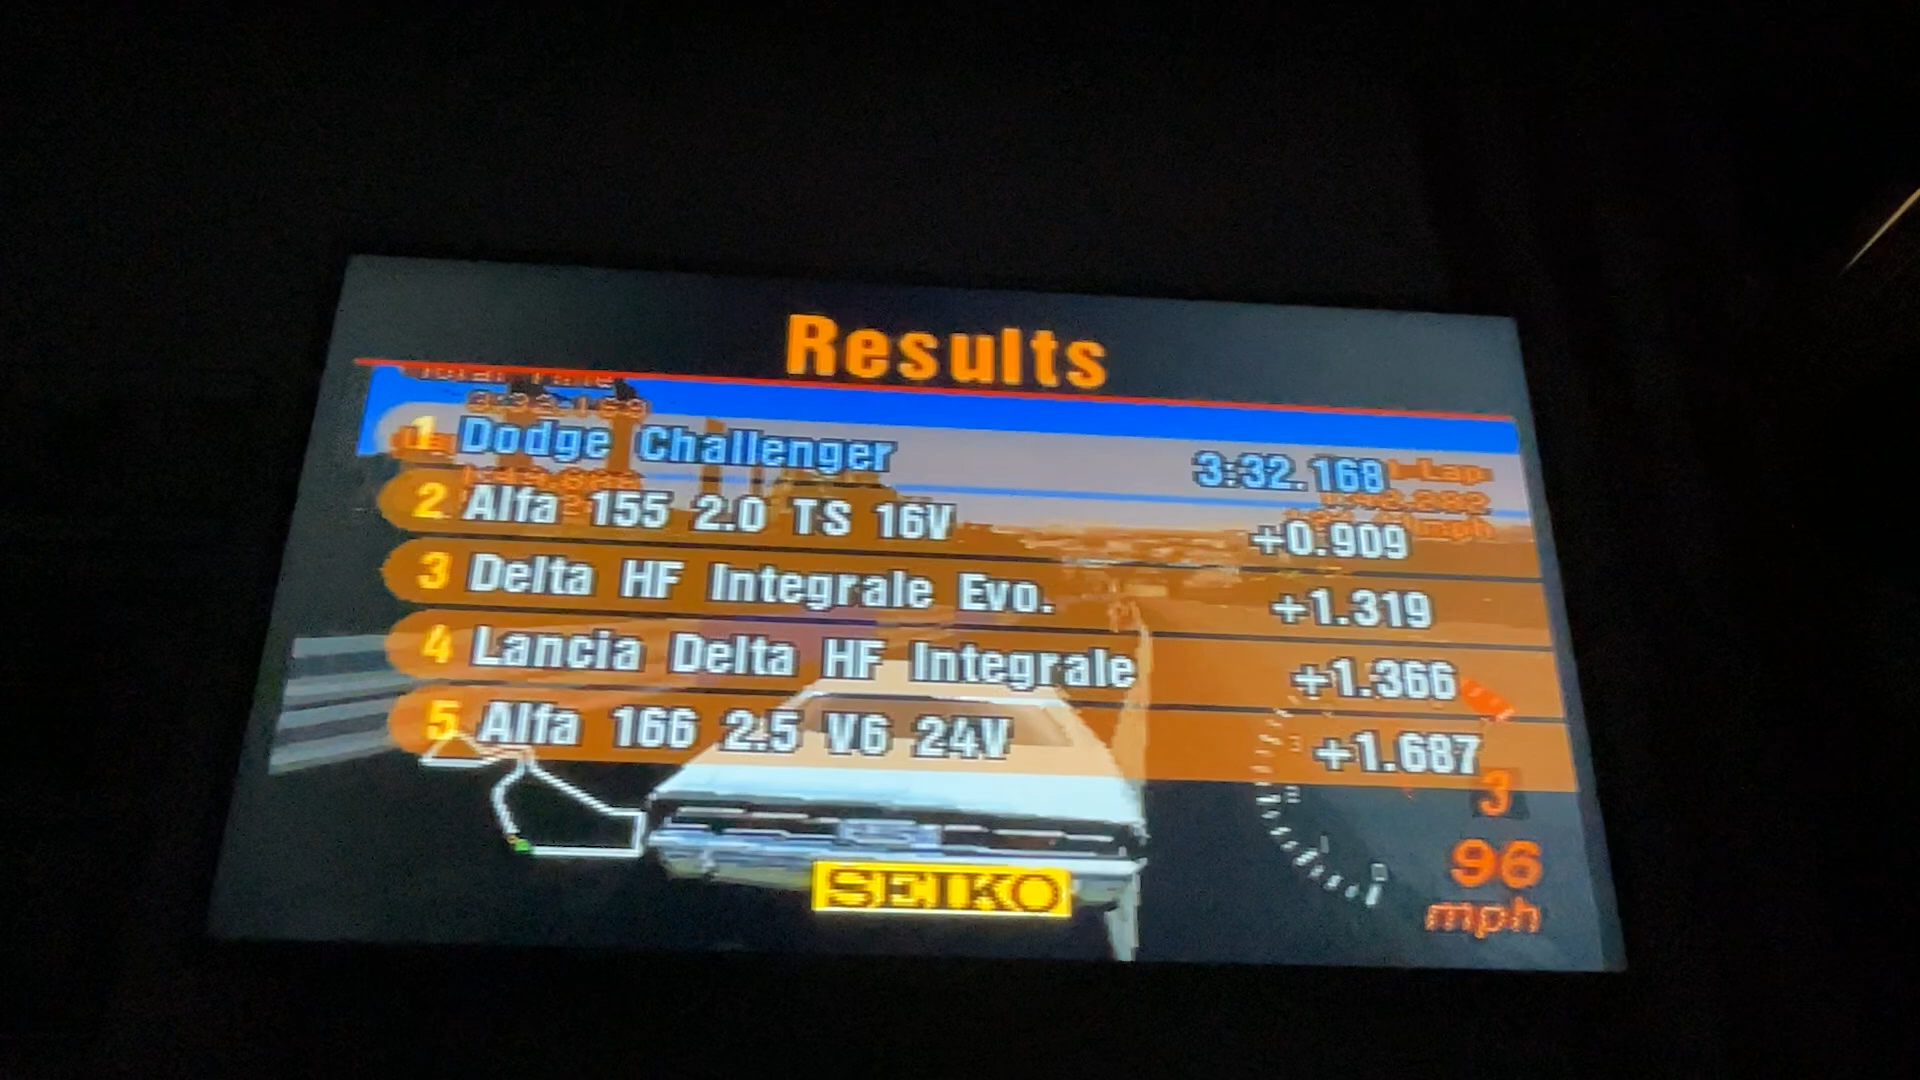 Results
Total Time
1 Dodge Challenger 3:32.168
2 Alfa 155 2.0 TS 16V +0.909
3 Delta HF Integrale Evo. +1.319
4 Lancia Delta HF Integrale +1.366
5 Alfa 166 2.5 V6 24V +1.687
3
96
mph
SEIKO